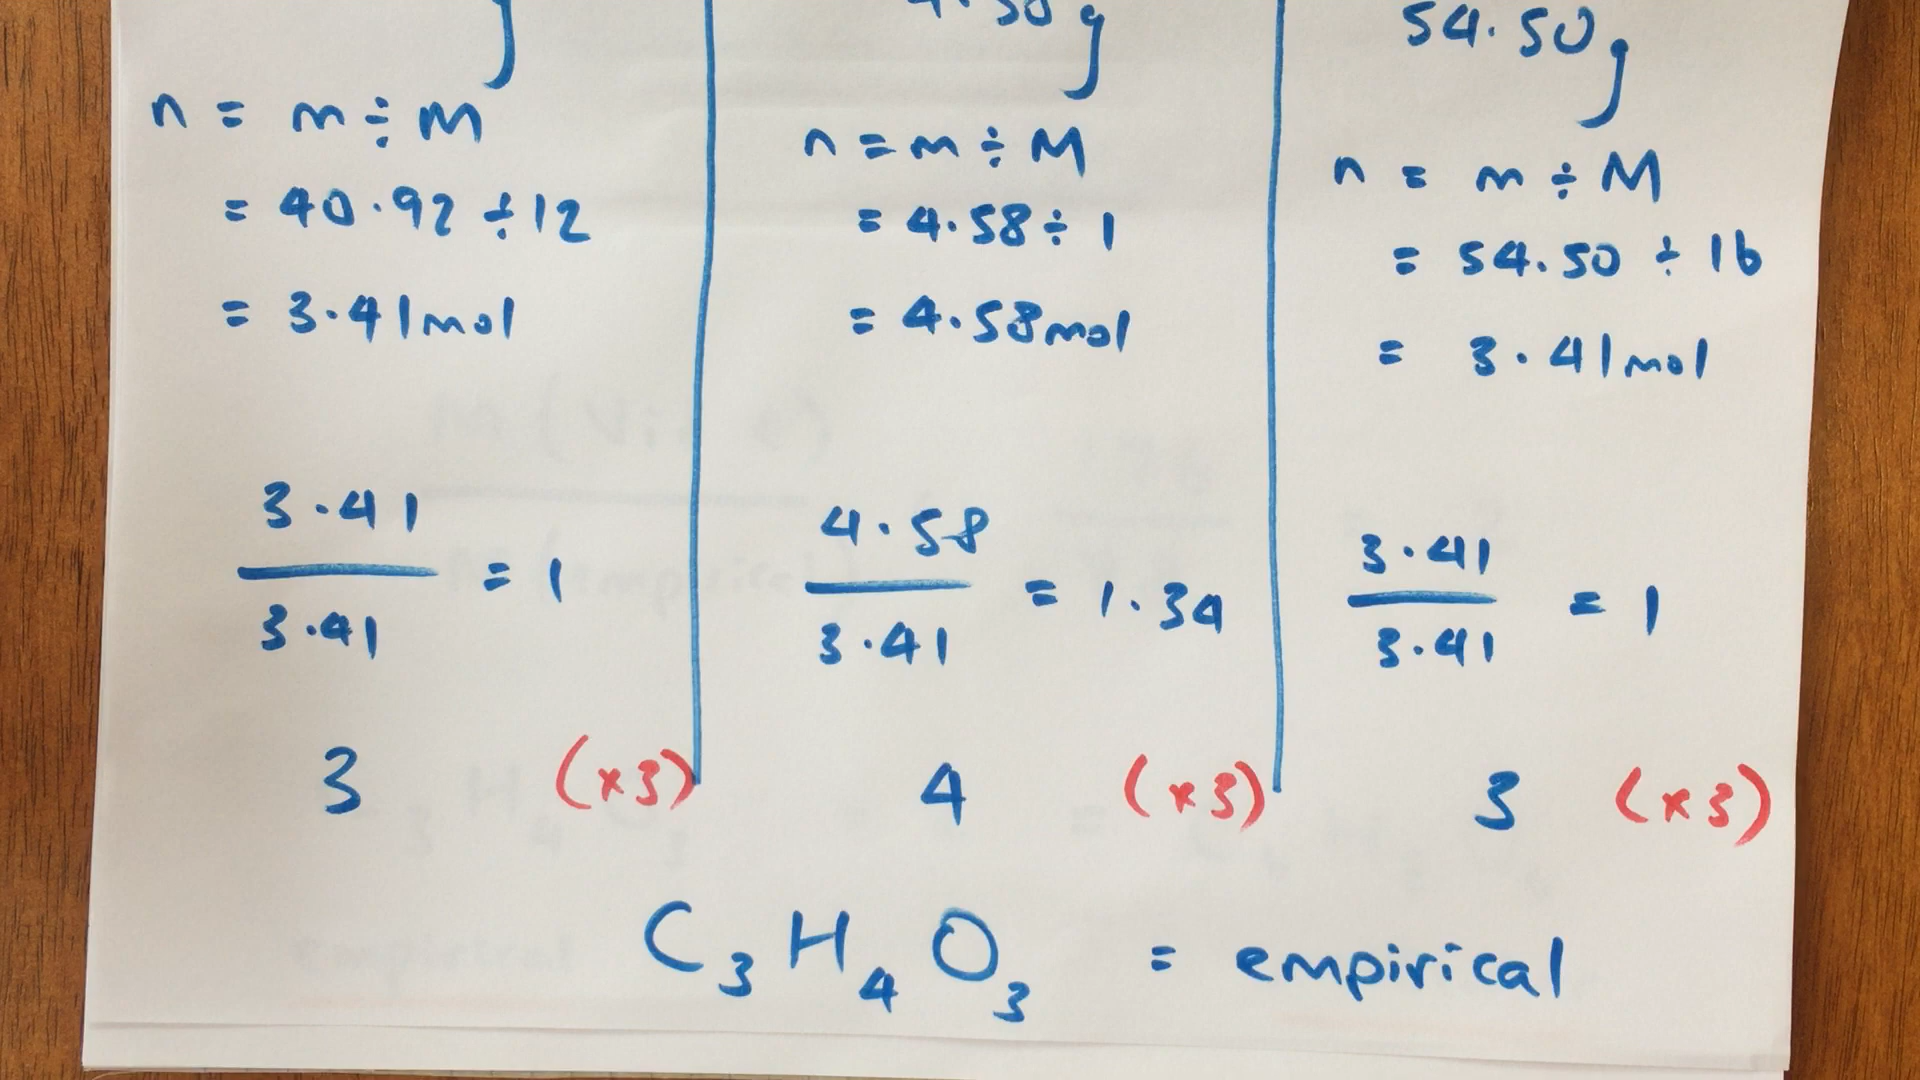 g
n = m ÷ M
= 40.92 ÷ 12
= 3.41mol
3.41
3.41
= 1
3 (×3)
g
n = m ÷ M
= 4.58 ÷ 1
= 4.58mol
4.58
3.41
= 1.34
4 (×3)
54.50g
n = m ÷ M
= 54.50 ÷ 16
= 3.41mol
3.41
3.41
= 1
3 (×3)
C3H4O3 = empirical